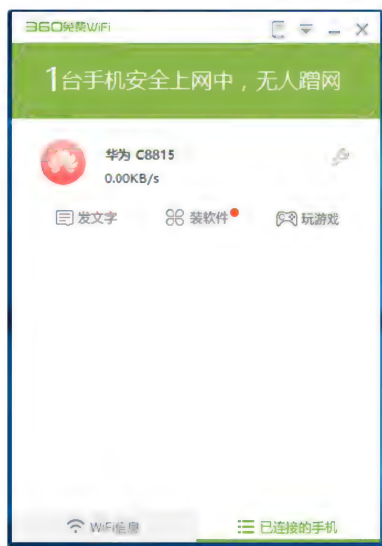 360免费WiFi
1台手机安全上网中，无人蹭网
华为 C8815
0.00KB/s
发文字 装软件 玩游戏
WiFi信息 已连接的手机